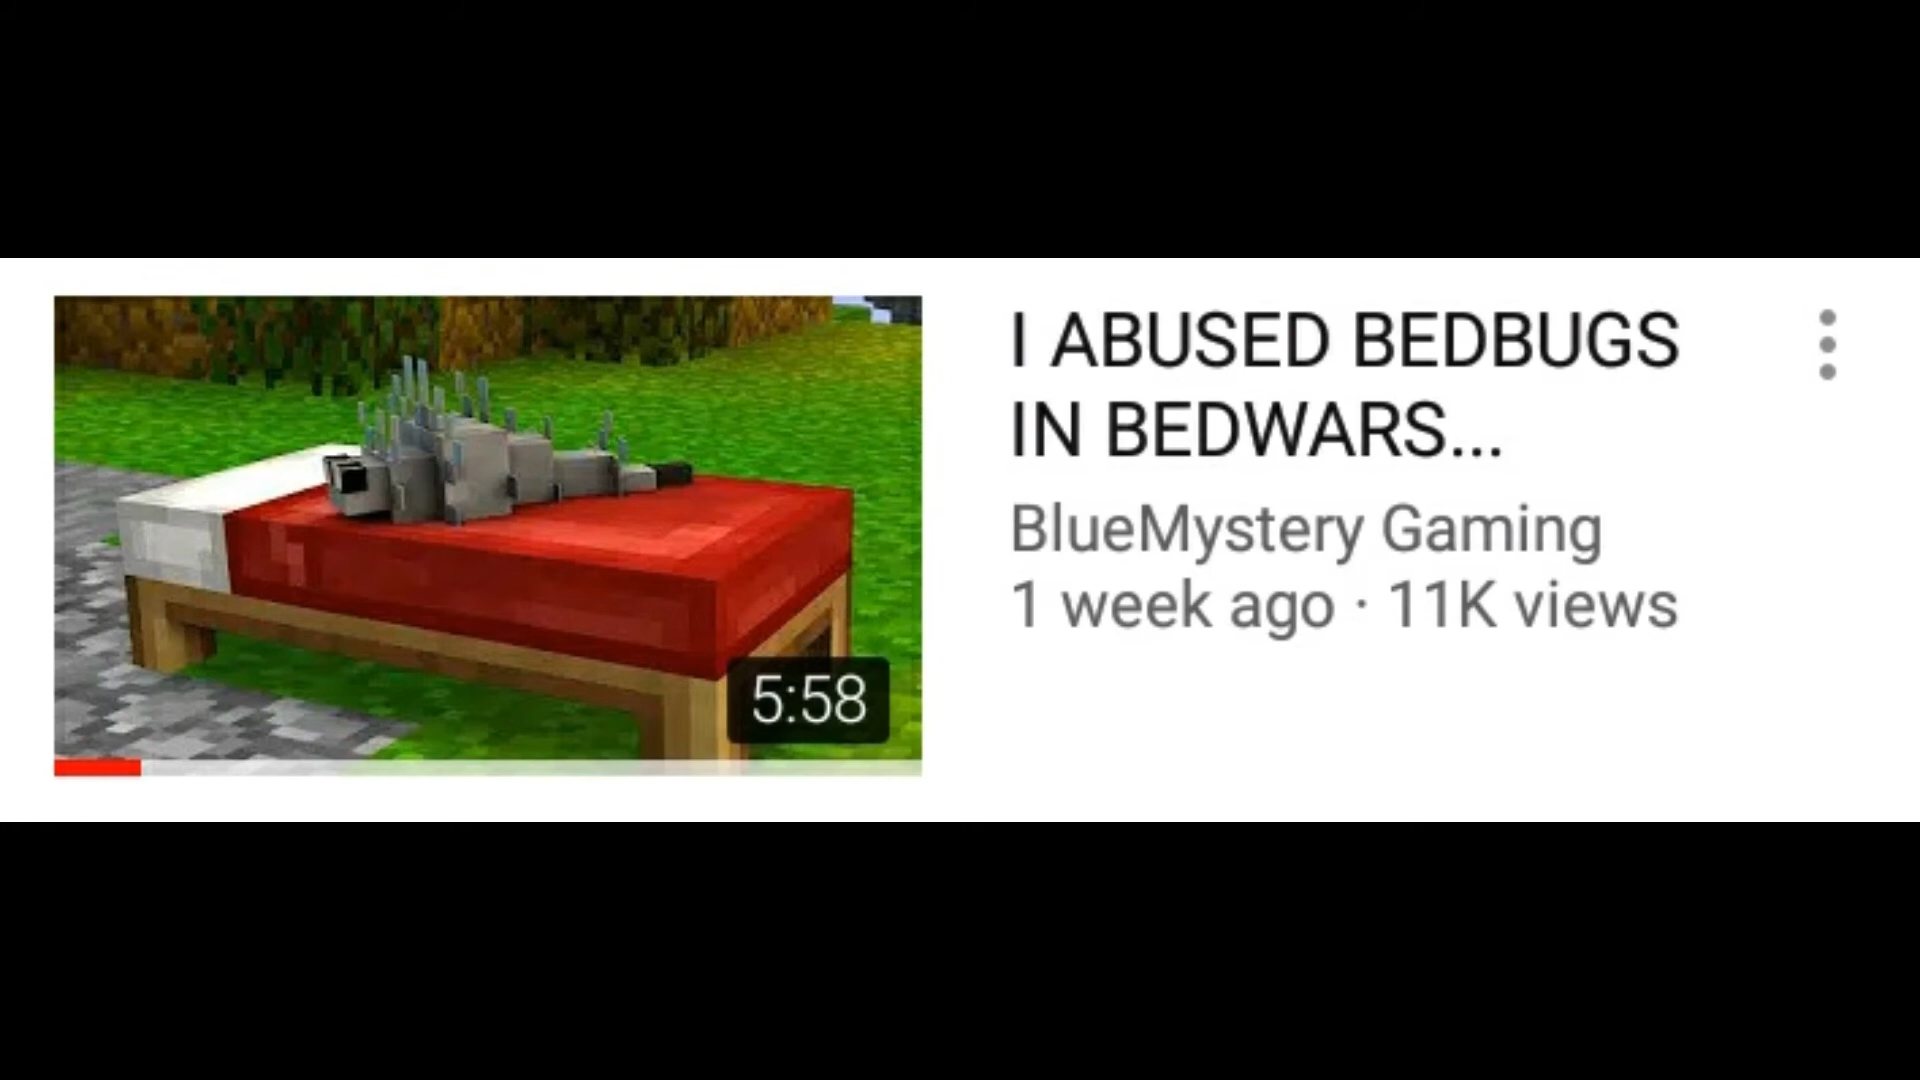 5:58
I ABUSED BEDBUGS
IN BEDWARS...
BlueMystery Gaming
1 week ago · 11K views